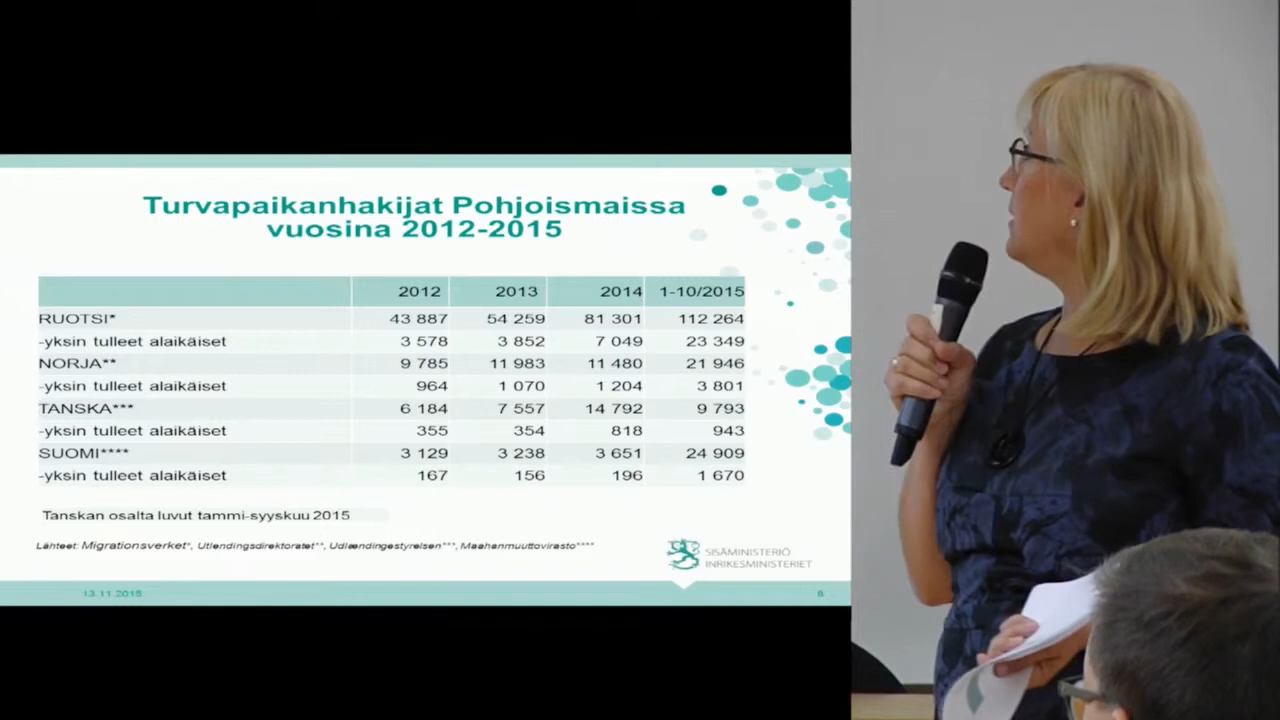 Turvapaikanhakijat Pohjoismaissa
vuosina 2012-2015
2012 2013 2014 1-10/2015
RUOTSI* 43 887 54 259 81 301 112 264
-yksin tulleet alaikäiset 3 578 3 852 7 049 23 349
NORJA** 9 785 11 983 11 480 21 946
-yksin tulleet alaikäiset 964 1 070 1 204 3 801
TANSKA*** 6 184 7 557 14 792 9 793
-yksin tulleet alaikäiset 355 354 818 943
SUOMI**** 3 129 3 238 3 651 24 909
-yksin tulleet alaikäiset 167 156 196 1 670
Tanskan osalta luvut tammi-syyskuu 2015
Lähteet: Migrationsverket*, Utlendingsdirektoratet**, Udlændingestyrelsen***, Maahanmuuttovirasto****
SISÄMINISTERIÖ
INRIKESMINISTERIET
13.11.2015 6